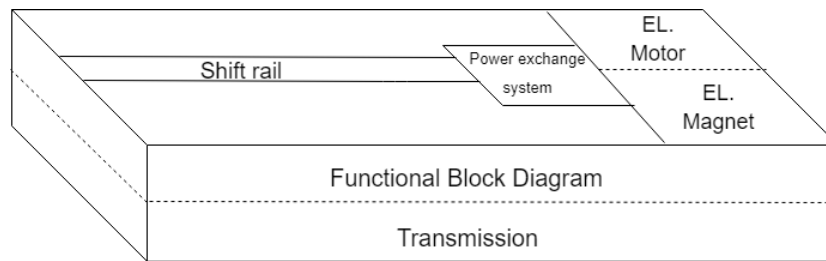 EL.
Motor
Shift rail
Power exchange
system
EL.
Magnet
Functional Block Diagram
Transmission